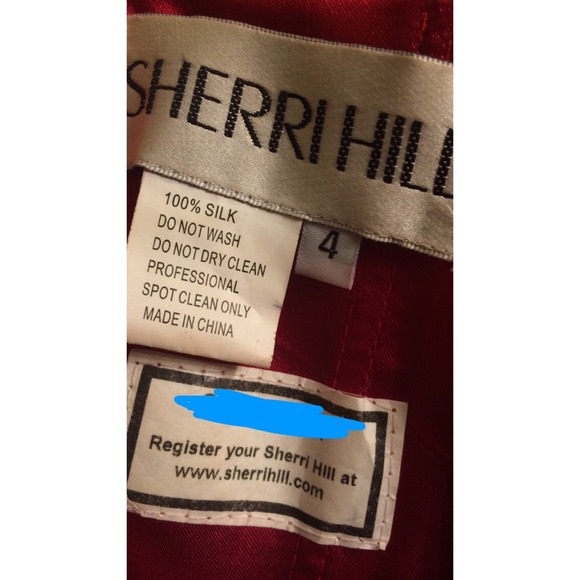 SHERRI HILL
4
100% SILK
DO NOT WASH
DO NOT DRY CLEAN
PROFESSIONAL
SPOT CLEAN ONLY
MADE IN CHINA
Register your Sherri Hill at
www.sherrihill.com